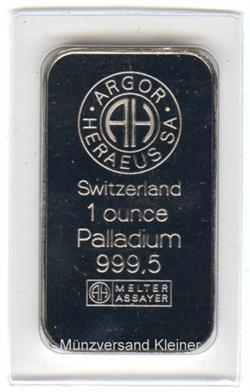 ARGOR
AH
HERAEUS SA
Switzerland
1 ounce
Palladium
999,5
AH MELTER
ASSAYER
Münzversand Kleiner